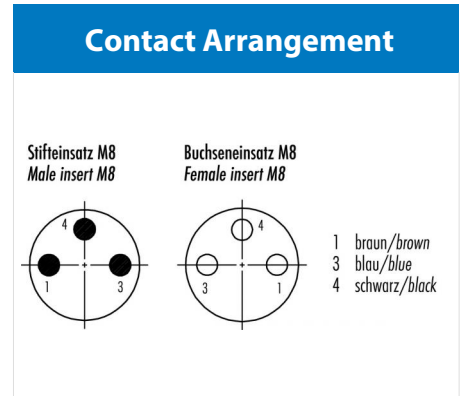 Contact Arrangement
Stifteinsatz M8
Male insert M8
Buchseneinsatz M8
Female insert M8
4
1
3
4
3
1
1 braun/brown
3 blau/blue
4 schwarz/black